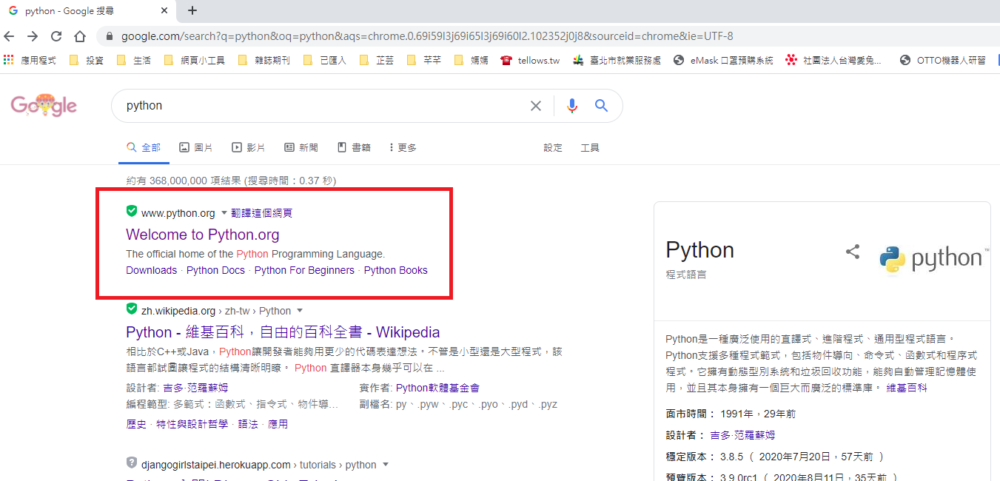 python - Google 搜尋
google.com/search?q=python&oq=python&aqs=chrome.0.69i59l3j69i65l3j69i60l2.102352j0j8&sourceid=chrome&ie=UTF-8
應用程式 投資 生活 網頁小工具 雜誌期刊 已匯入 芷芸 芊芊 媽媽 tellows.tw 臺北市就業服務處 eMask 口罩預購系統 社團法人台灣愛兔... OTTO機器人研習
Google
python
全部 圖片 影片 新聞 書籍 更多 設定 工具
約有 368,000,000 項結果 (搜尋時間：0.37 秒)
www.python.org 翻譯這個網頁
Welcome to Python.org
The official home of the Python Programming Language.
Downloads · Python Docs · Python For Beginners · Python Books
zh.wikipedia.org › zh-tw › Python
Python - 維基百科，自由的百科全書 - Wikipedia
相比於C++或Java，Python讓開發者能夠用更少的代碼表達想法。不管是小型還是大型程式，該
語言都試圖讓程式的結構清晰明瞭。 Python 直譯器本身幾乎可以在 ...
設計者: 吉多·范羅蘇姆 實作者: Python軟體基金會
編程範型: 多範式：函數式、指令式、物件導... 副檔名: py、.pyw、.pyc、.pyo、.pyd、.pyz
歷史 · 特性與設計哲學 · 語法 · 應用
djangogirlstaipei.herokuapp.com › tutorials › python
Python
程式語言
python™
Python是一種廣泛使用的直譯式、進階程式、通用型程式語言。
Python支援多種程式範式，包括物件導向、命令式、函數式和程序式
程式。它擁有動態型別系統和垃圾回收功能，能夠自動管理記憶體使
用，並且其本身擁有一個巨大而廣泛的標準庫。 維基百科
面市時間： 1991年，29年前
設計者： 吉多·范羅蘇姆
穩定版本： 3.8.5 （ 2020年7月20日，57天前 ）
預覽版本： 3.9.0rc1 （ 2020年8月11日，35天前 ）